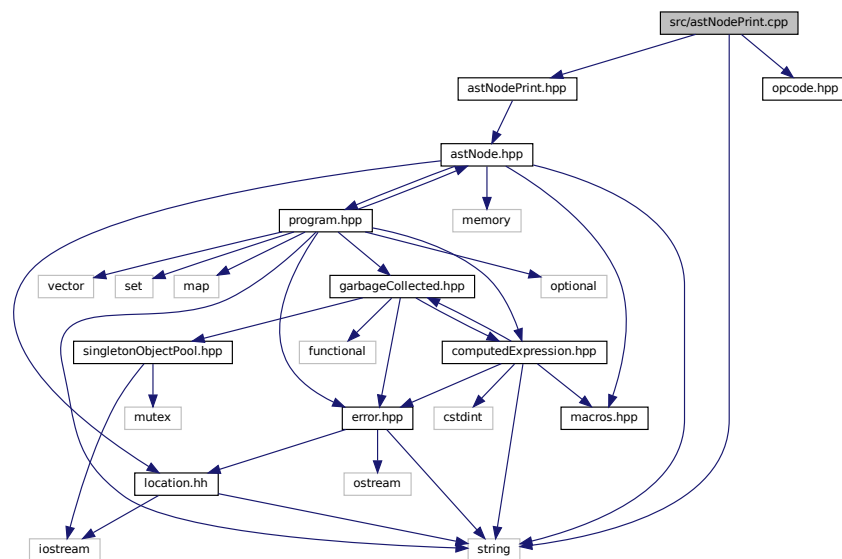 src/astNodePrint.cpp
astNodePrint.hpp
opcode.hpp
astNode.hpp
program.hpp
memory
vector
set
map
garbageCollected.hpp
optional
singletonObjectPool.hpp
functional
computedExpression.hpp
mutex
error.hpp
cstdint
macros.hpp
location.hh
ostream
iostream
string